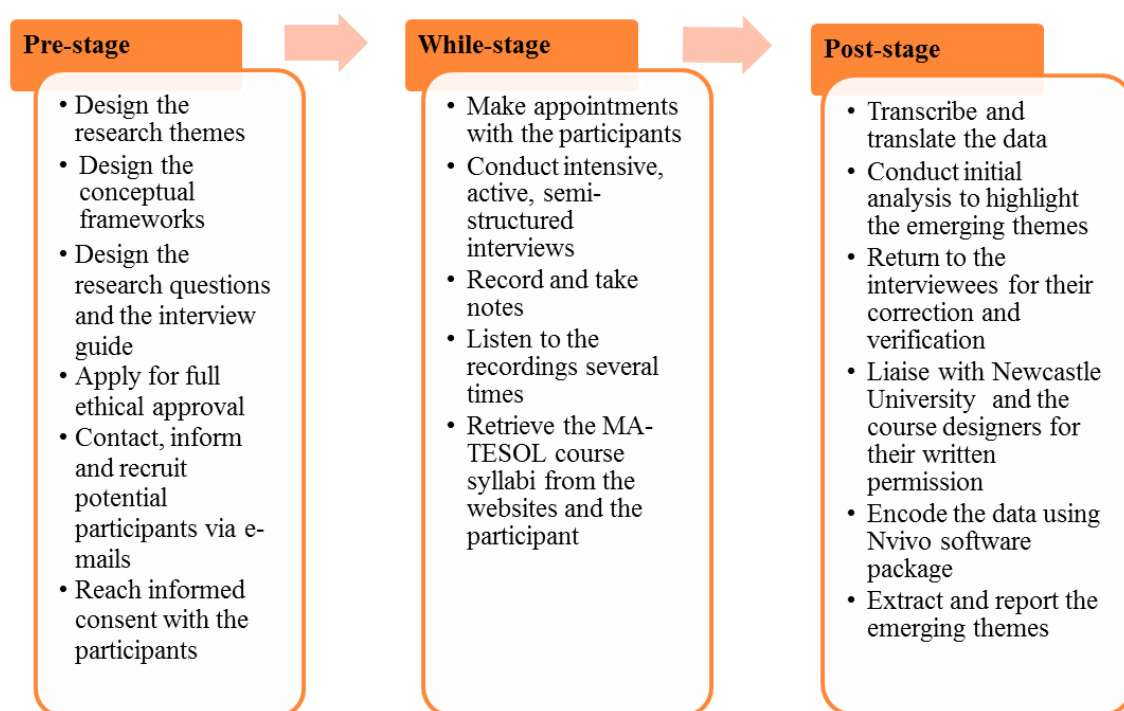 Pre-stage
• Design the
research themes
• Design the
conceptual
frameworks
• Design the
research questions
and the interview
guide
• Apply for full
ethical approval
• Contact, inform
and recruit
potential
participants via e-
mails
• Reach informed
consent with the
participants
While-stage
• Make appointments
with the participants
• Conduct intensive,
active, semi-
structured
interviews
• Record and take
notes
• Listen to the
recordings several
times
• Retrieve the MA-
TESOL course
syllabi from the
websites and the
participant
Post-stage
• Transcribe and
translate the data
• Conduct initial
analysis to highlight
the emerging themes
• Return to the
interviewees for their
correction and
verification
• Liaise with Newcastle
University and the
course designers for
their written
permission
• Encode the data using
Nvivo software
package
• Extract and report the
emerging themes